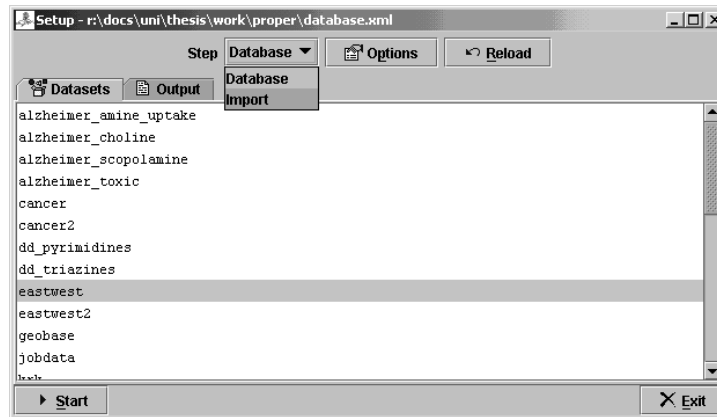 Setup - r:\docs\uni\thesis\work\proper\database.xml
Step Database Options Reload
Database
Import
Datasets Output
alzheimer_amine_uptake
alzheimer_choline
alzheimer_scopolamine
alzheimer_toxic
cancer
cancer2
dd_pyrimidines
dd_triazines
eastwest
eastwest2
geobase
jobdata
Start Exit